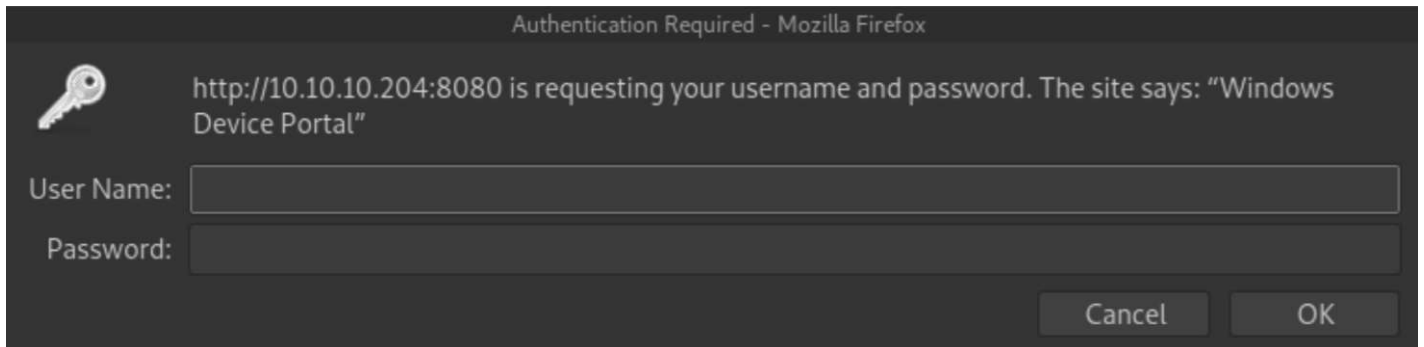 Authentication Required - Mozilla Firefox
http://10.10.10.204:8080 is requesting your username and password. The site says: “Windows
Device Portal”
User Name:
Password:
Cancel OK